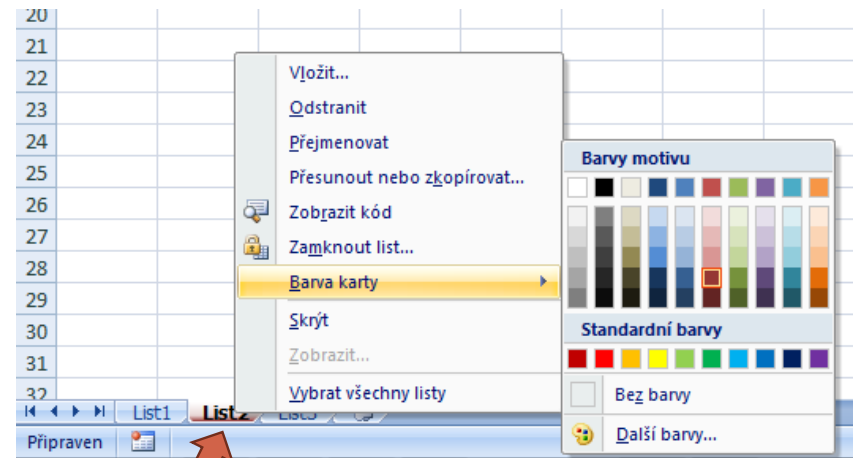 20
21
22
23
24
25
26
27
28
29
30
31
32
Vložit...
Odstranit
Přejmenovat
Přesunout nebo zkopírovat...
Zobrazit kód
Zamknout list...
Barva karty
Skrýt
Zobrazit...
Vybrat všechny listy
Barvy motivu
Standardní barvy
Bez barvy
Další barvy...
List1 List2 List3
Připraven